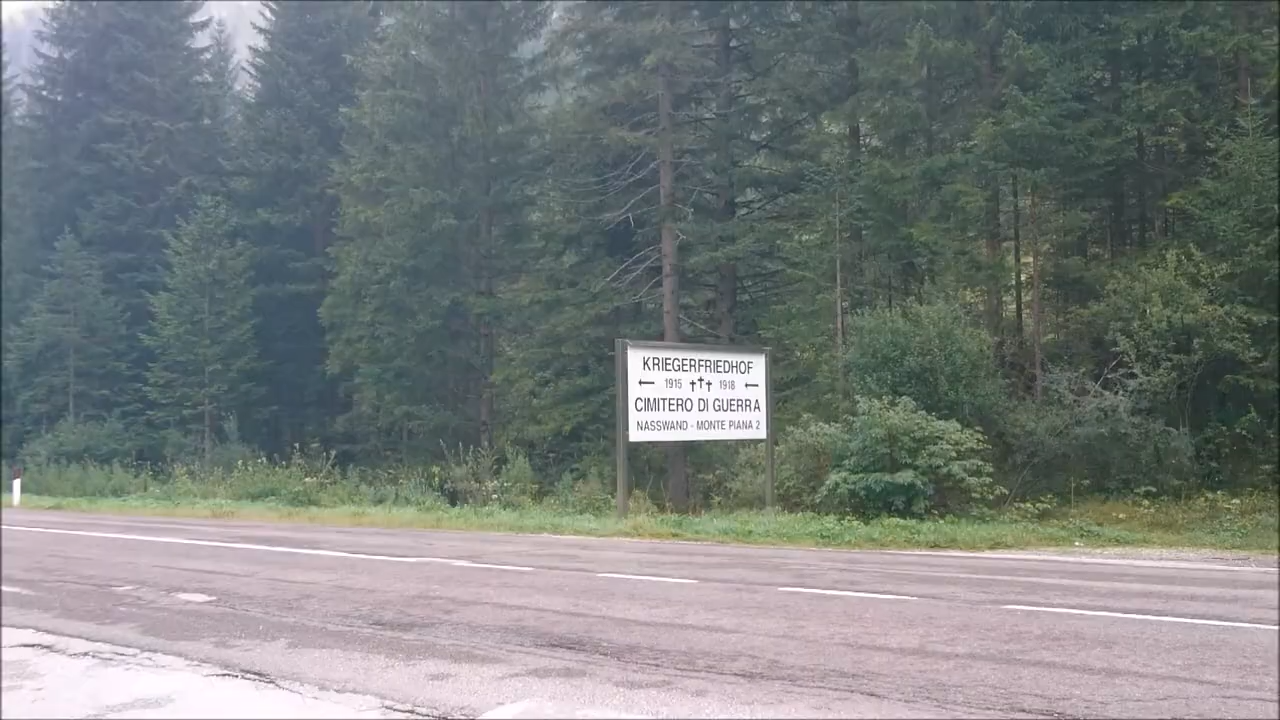 KRIEGERFRIEDHOF
← 1915 ✝✝✝ 1918 ←
CIMITERO DI GUERRA
NASSWAND - MONTE PIANA 2